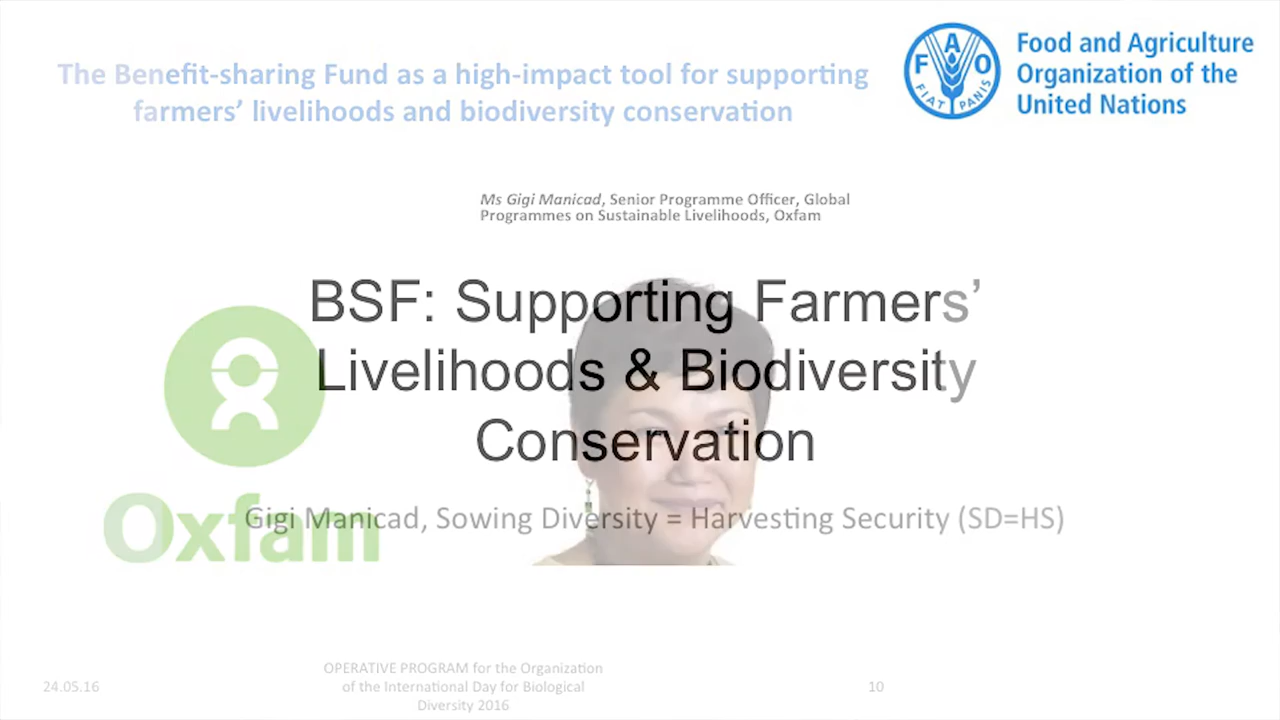 The Benefit-sharing Fund as a high-impact tool for supporting
farmers’ livelihoods and biodiversity conservation
FAO
FIAT PANIS
Food and Agriculture
Organization of the
United Nations
Ms Gigi Manicad, Senior Programme Officer, Global
Programmes on Sustainable Livelihoods, Oxfam
BSF: Supporting Farmers’
Livelihoods & Biodiversity
Conservation
Gigi Manicad, Sowing Diversity = Harvesting Security (SD=HS)
Oxfam
24.05.16
OPERATIVE PROGRAM for the Organization
of the International Day for Biological
Diversity 2016
10